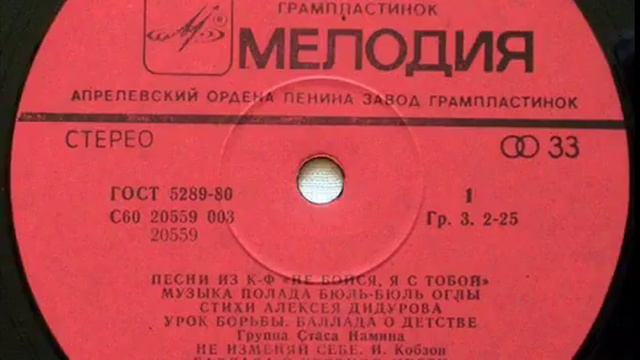 ГРАМПЛАСТИНОК
МЕЛОДИЯ
АПРЕЛЕВСКИЙ ОРДЕНА ЛЕНИНА ЗАВОД ГРАМПЛАСТИНОК
СТЕРЕО 33
ГОСТ 5289-80 1
С60 20559 003 Гр. 3. 2-25
20559
ПЕСНИ ИЗ К-Ф «НЕ БОЙСЯ, Я С ТОБОЙ»
МУЗЫКА ПОЛАДА БЮЛЬ-БЮЛЬ ОГЛЫ
СТИХИ АЛЕКСЕЯ ДИДУРОВА
УРОК БОРЬБЫ. БАЛЛАДА О ДЕТСТВЕ
Группа Стаса Намина
НЕ ИЗМЕНЯЙ СЕБЕ. И. Кобзон